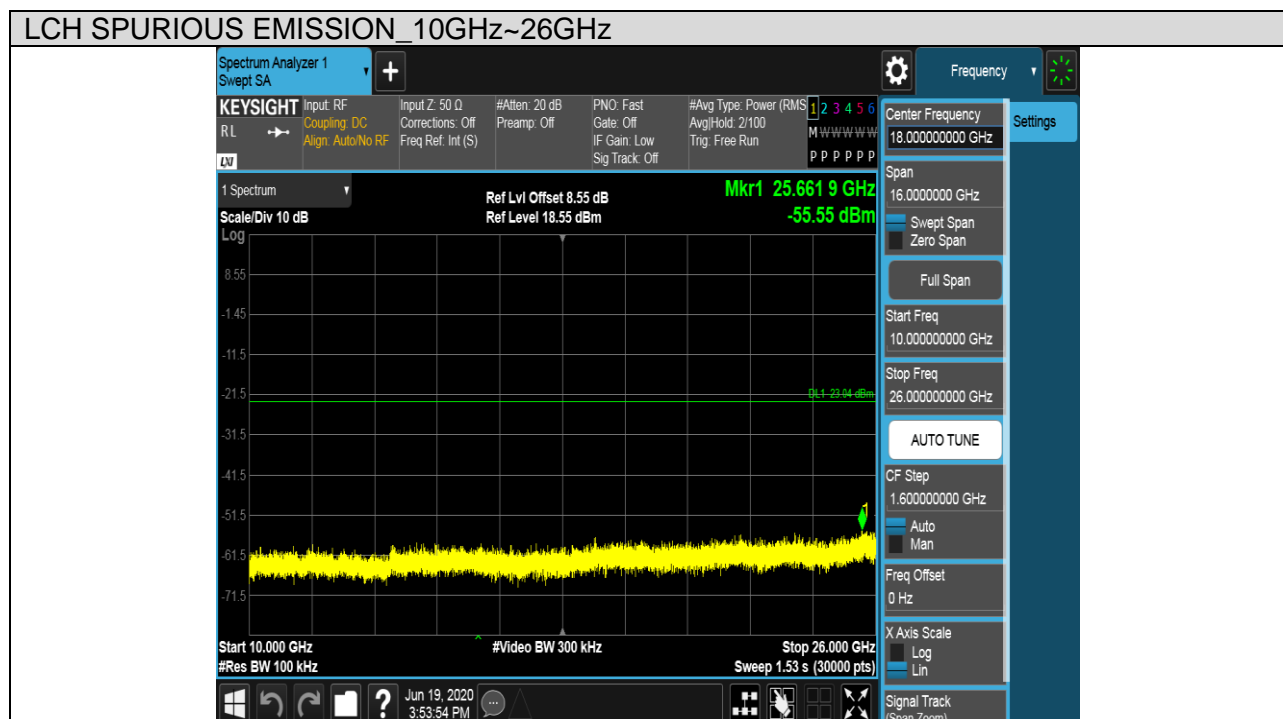 LCH SPURIOUS EMISSION_10GHz~26GHz
Spectrum Analyzer 1
Swept SA
Frequency
KEYSIGHT
RL
LXI
Input: RF
Coupling: DC
Align: Auto/No RF
Input Z: 50 Ω
Corrections: Off
Freq Ref: Int (S)
#Atten: 20 dB
Preamp: Off
PNO: Fast
Gate: Off
IF Gain: Low
Sig Track: Off
#Avg Type: Power (RMS
Avg|Hold: 2/100
Trig: Free Run
1 2 3 4 5 6
M W W W W W
P P P P P P
1 Spectrum
Scale/Div 10 dB
Log
Ref Lvl Offset 8.55 dB
Ref Level 18.55 dBm
Mkr1 25.661 9 GHz
-55.55 dBm
8.55
-1.45
-11.5
-21.5
DL1 -23.04 dBm
-31.5
-41.5
-51.5
1
-61.5
-71.5
Start 10.000 GHz
#Res BW 100 kHz
#Video BW 300 kHz
Stop 26.000 GHz
Sweep 1.53 s (30000 pts)
?
Jun 19, 2020
3:53:54 PM
Center Frequency
18.000000000 GHz
Settings
Span
16.0000000 GHz
Swept Span
Zero Span
Full Span
Start Freq
10.000000000 GHz
Stop Freq
26.000000000 GHz
AUTO TUNE
CF Step
1.600000000 GHz
Auto
Man
Freq Offset
0 Hz
X Axis Scale
Log
Lin
Signal Track
(Span Zoom)